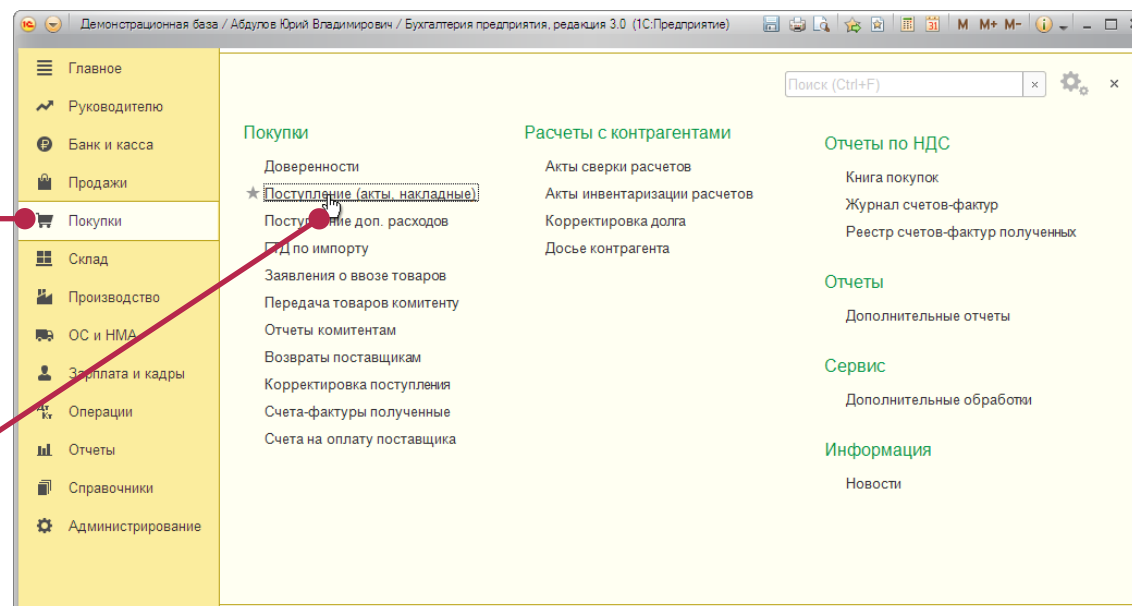 Демонстрационная база / Абдулов Юрий Владимирович / Бухгалтерия предприятия, редакция 3.0 (1С:Предприятие)
M M+ M-
31
Главное
Руководителю
Банк и касса
Продажи
Покупки
Склад
Производство
ОС и НМА
Зарплата и кадры
Операции
Отчеты
Справочники
Администрирование
Поиск (Ctrl+F)
Покупки
Доверенности
Поступление (акты, накладные)
Поступление доп. расходов
ГТД по импорту
Заявления о ввозе товаров
Передача товаров комитенту
Отчеты комитентам
Возвраты поставщикам
Корректировка поступления
Счета-фактуры полученные
Счета на оплату поставщика
Расчеты с контрагентами
Акты сверки расчетов
Акты инвентаризации расчетов
Корректировка долга
Досье контрагента
Отчеты по НДС
Книга покупок
Журнал счетов-фактур
Реестр счетов-фактур полученных
Отчеты
Дополнительные отчеты
Сервис
Дополнительные обработки
Информация
Новости